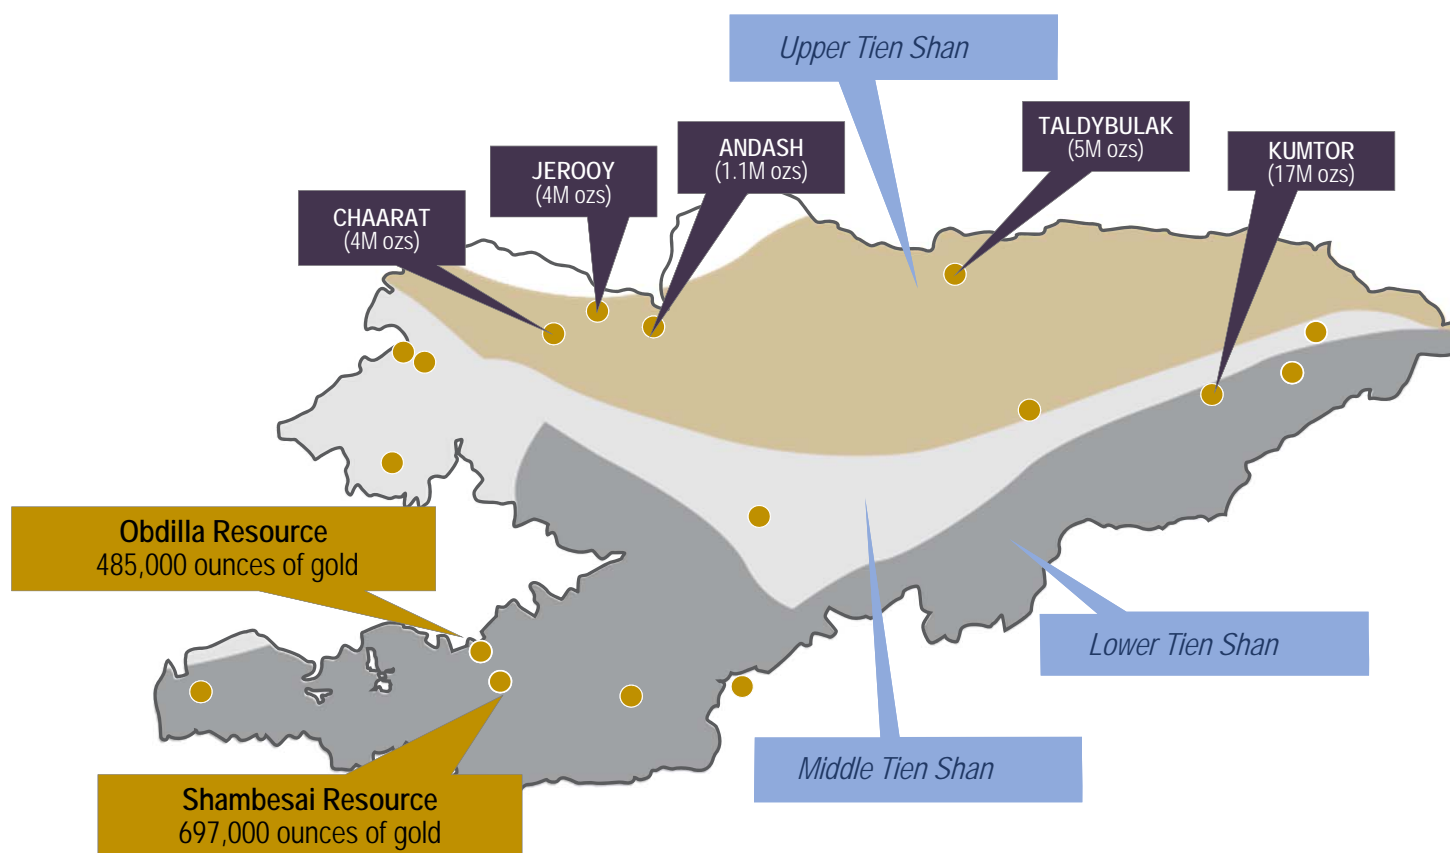 Upper Tien Shan
TALDYBULAK
(5M ozs)
ANDASH
(1.1M ozs)
KUMTOR
(17M ozs)
JEROOY
(4M ozs)
CHAARAT
(4M ozs)
Obdilla Resource
485,000 ounces of gold
Lower Tien Shan
Middle Tien Shan
Shambesai Resource
697,000 ounces of gold